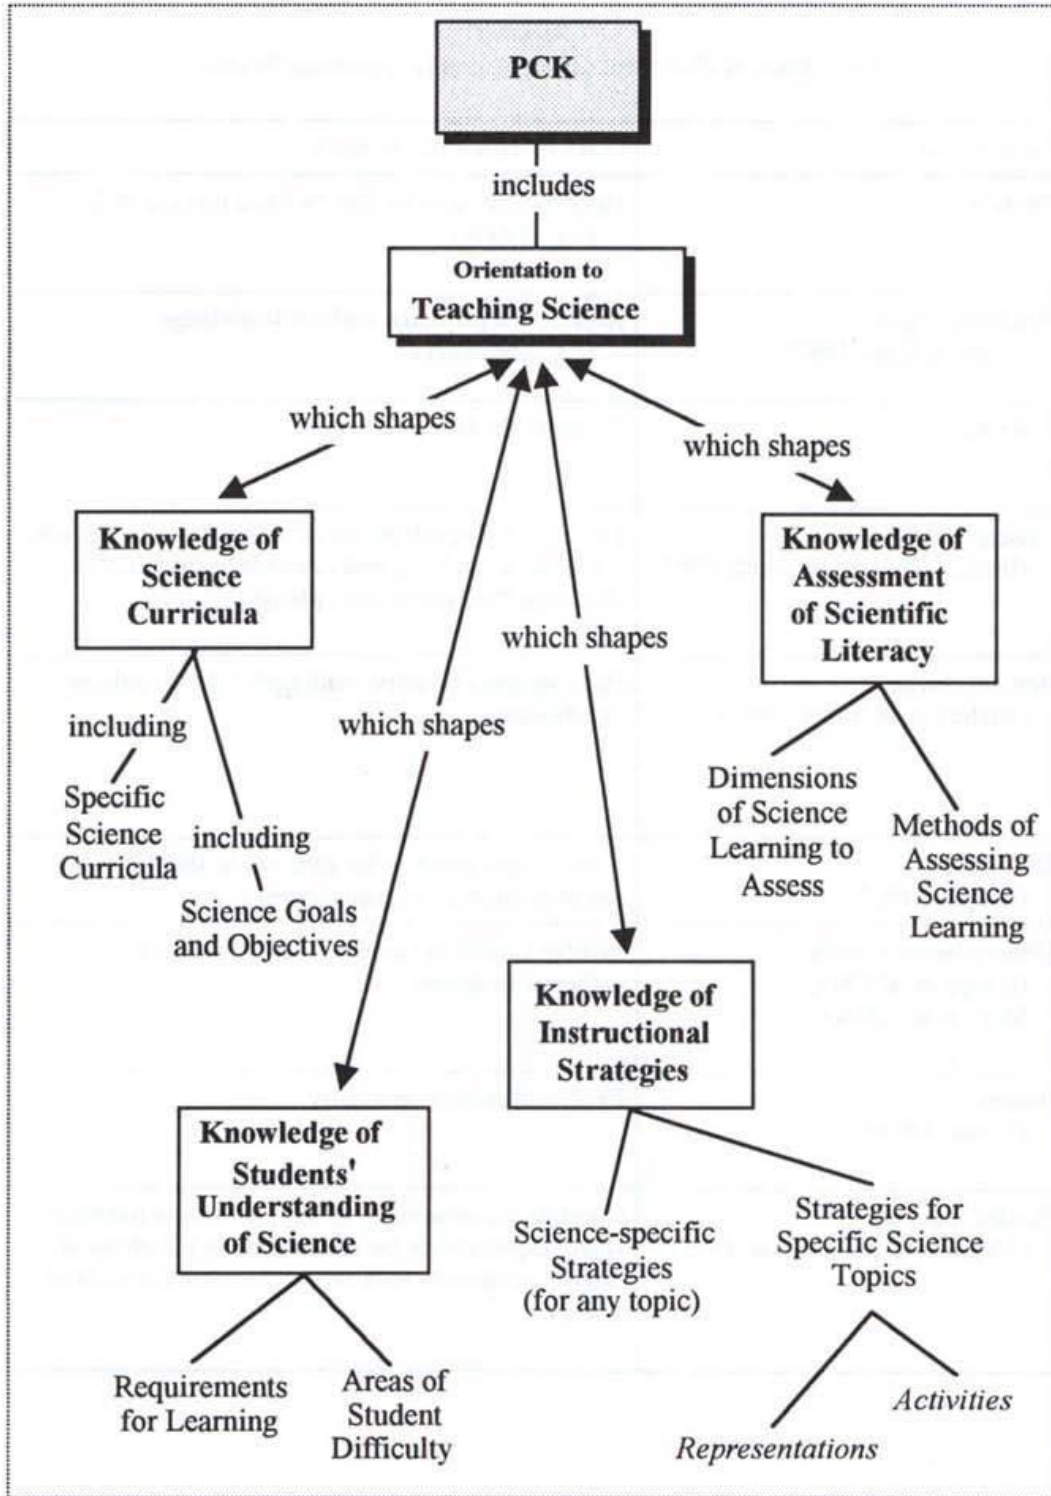 PCK
includes
Orientation to
Teaching Science
which shapes
which shapes
Knowledge of
Science
Curricula
Knowledge of
Assessment
of Scientific
Literacy
which shapes
which shapes
including
Specific
Science
Curricula
including
Science Goals
and Objectives
Dimensions
of Science
Learning to
Assess
Methods of
Assessing
Science
Learning
Knowledge of
Instructional
Strategies
Knowledge of
Students'
Understanding
of Science
Science-specific
Strategies
(for any topic)
Strategies for
Specific Science
Topics
Requirements
for Learning
Areas of
Student
Difficulty
Activities
Representations